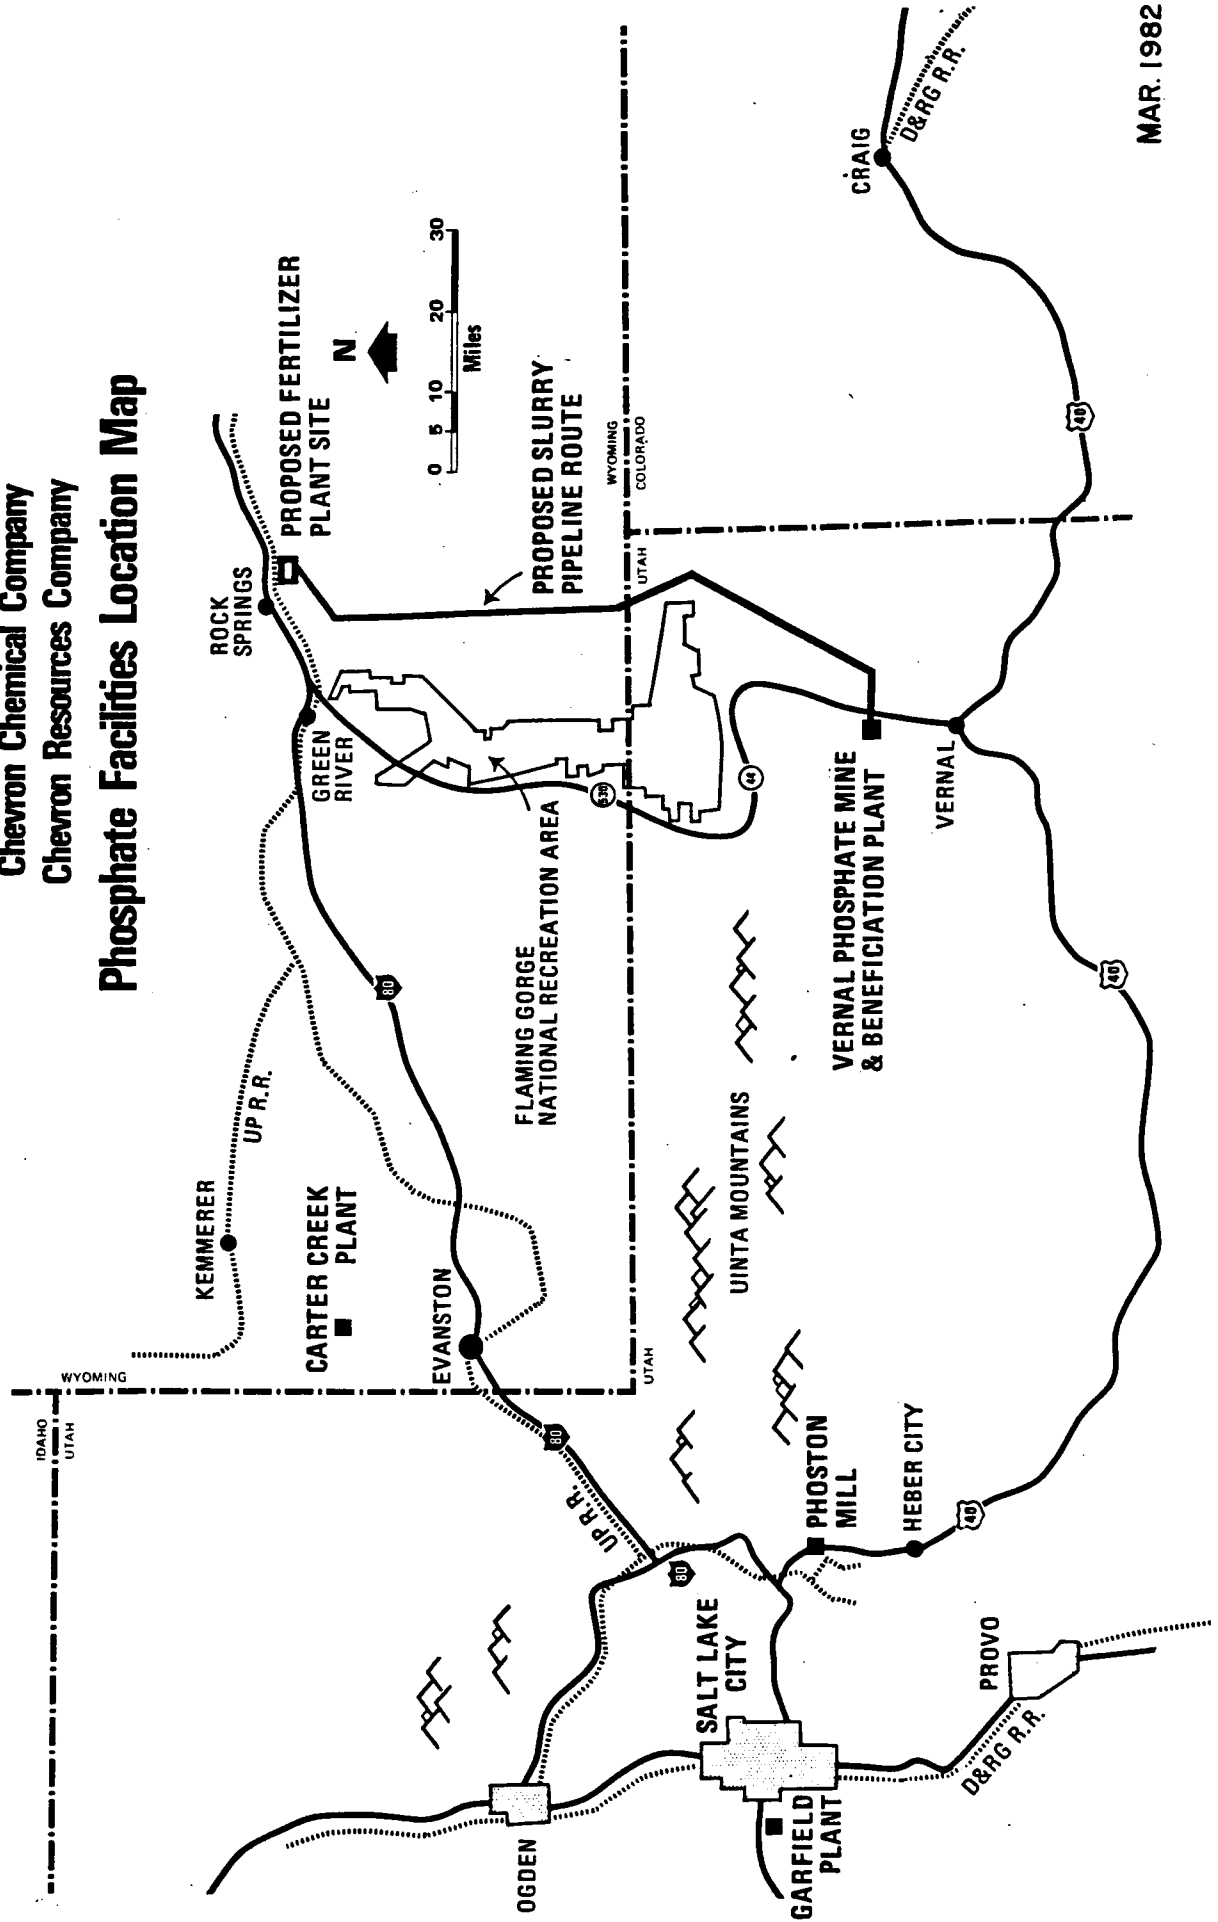 Chevron Chemical Company
Chevron Resources Company
Phosphate Facilities Location Map
IDAHO
UTAH
WYOMING
KEMMERER
UP R.R.
CARTER CREEK
PLANT
EVANSTON
80
ROCK
SPRINGS
GREEN
RIVER
PROPOSED FERTILIZER
PLANT SITE
N
0 5 10 20 30
Miles
PROPOSED SLURRY
PIPELINE ROUTE
FLAMING GORGE
NATIONAL RECREATION AREA
530
WYOMING
COLORADO
UTAH
UTAH
80
UP R.R.
80
OGDEN
SALT LAKE
CITY
GARFIELD
PLANT
PHOSTON
MILL
HEBER CITY
40
PROVO
D&RG R.R.
UINTA MOUNTAINS
44
VERNAL PHOSPHATE MINE
& BENEFICIATION PLANT
VERNAL
40
40
CRAIG
D&RG R.R.
MAR. 1982